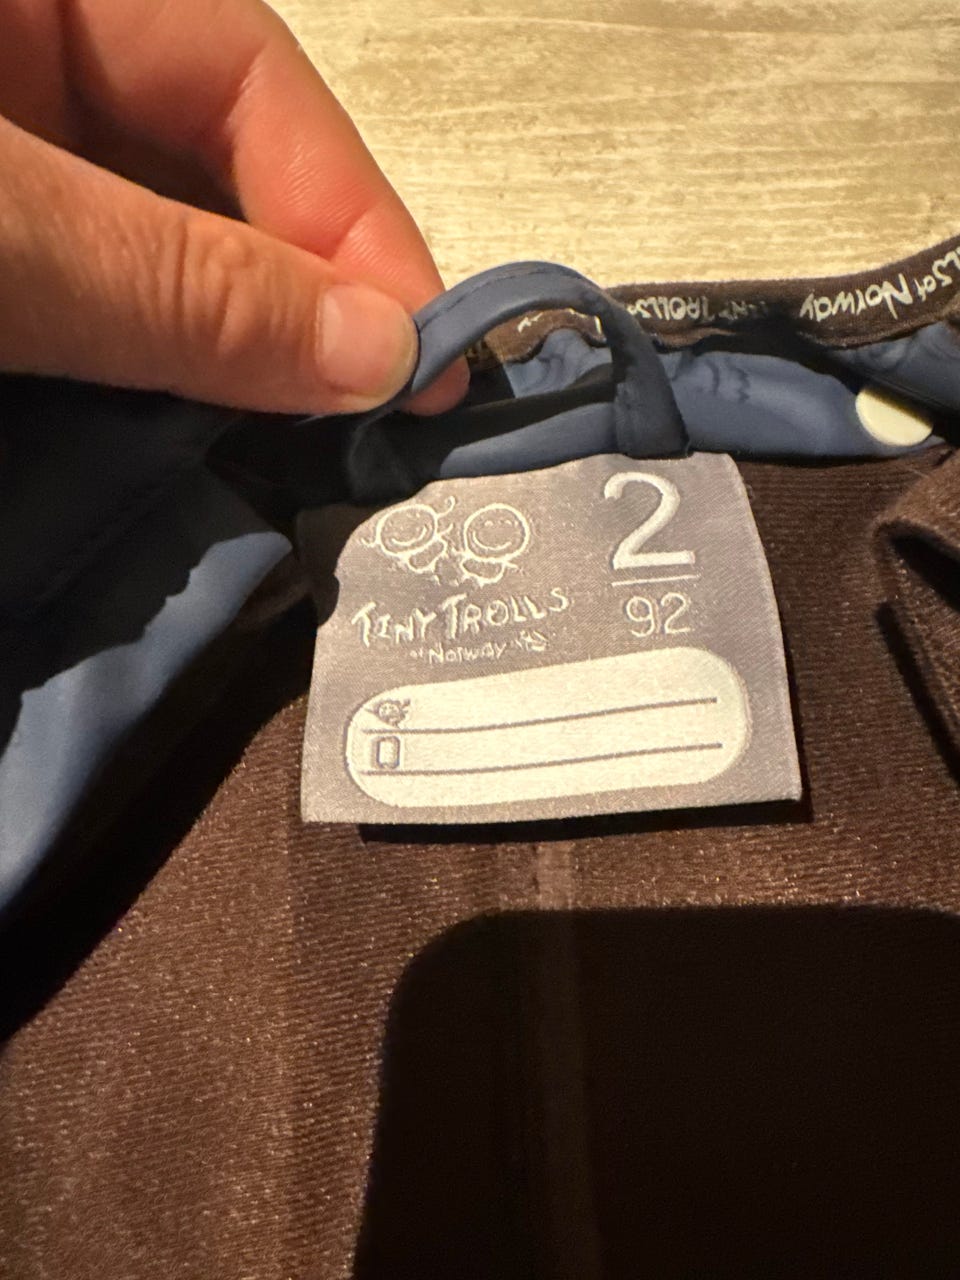 Norway
2
92
TINY TROLLS
of Norway